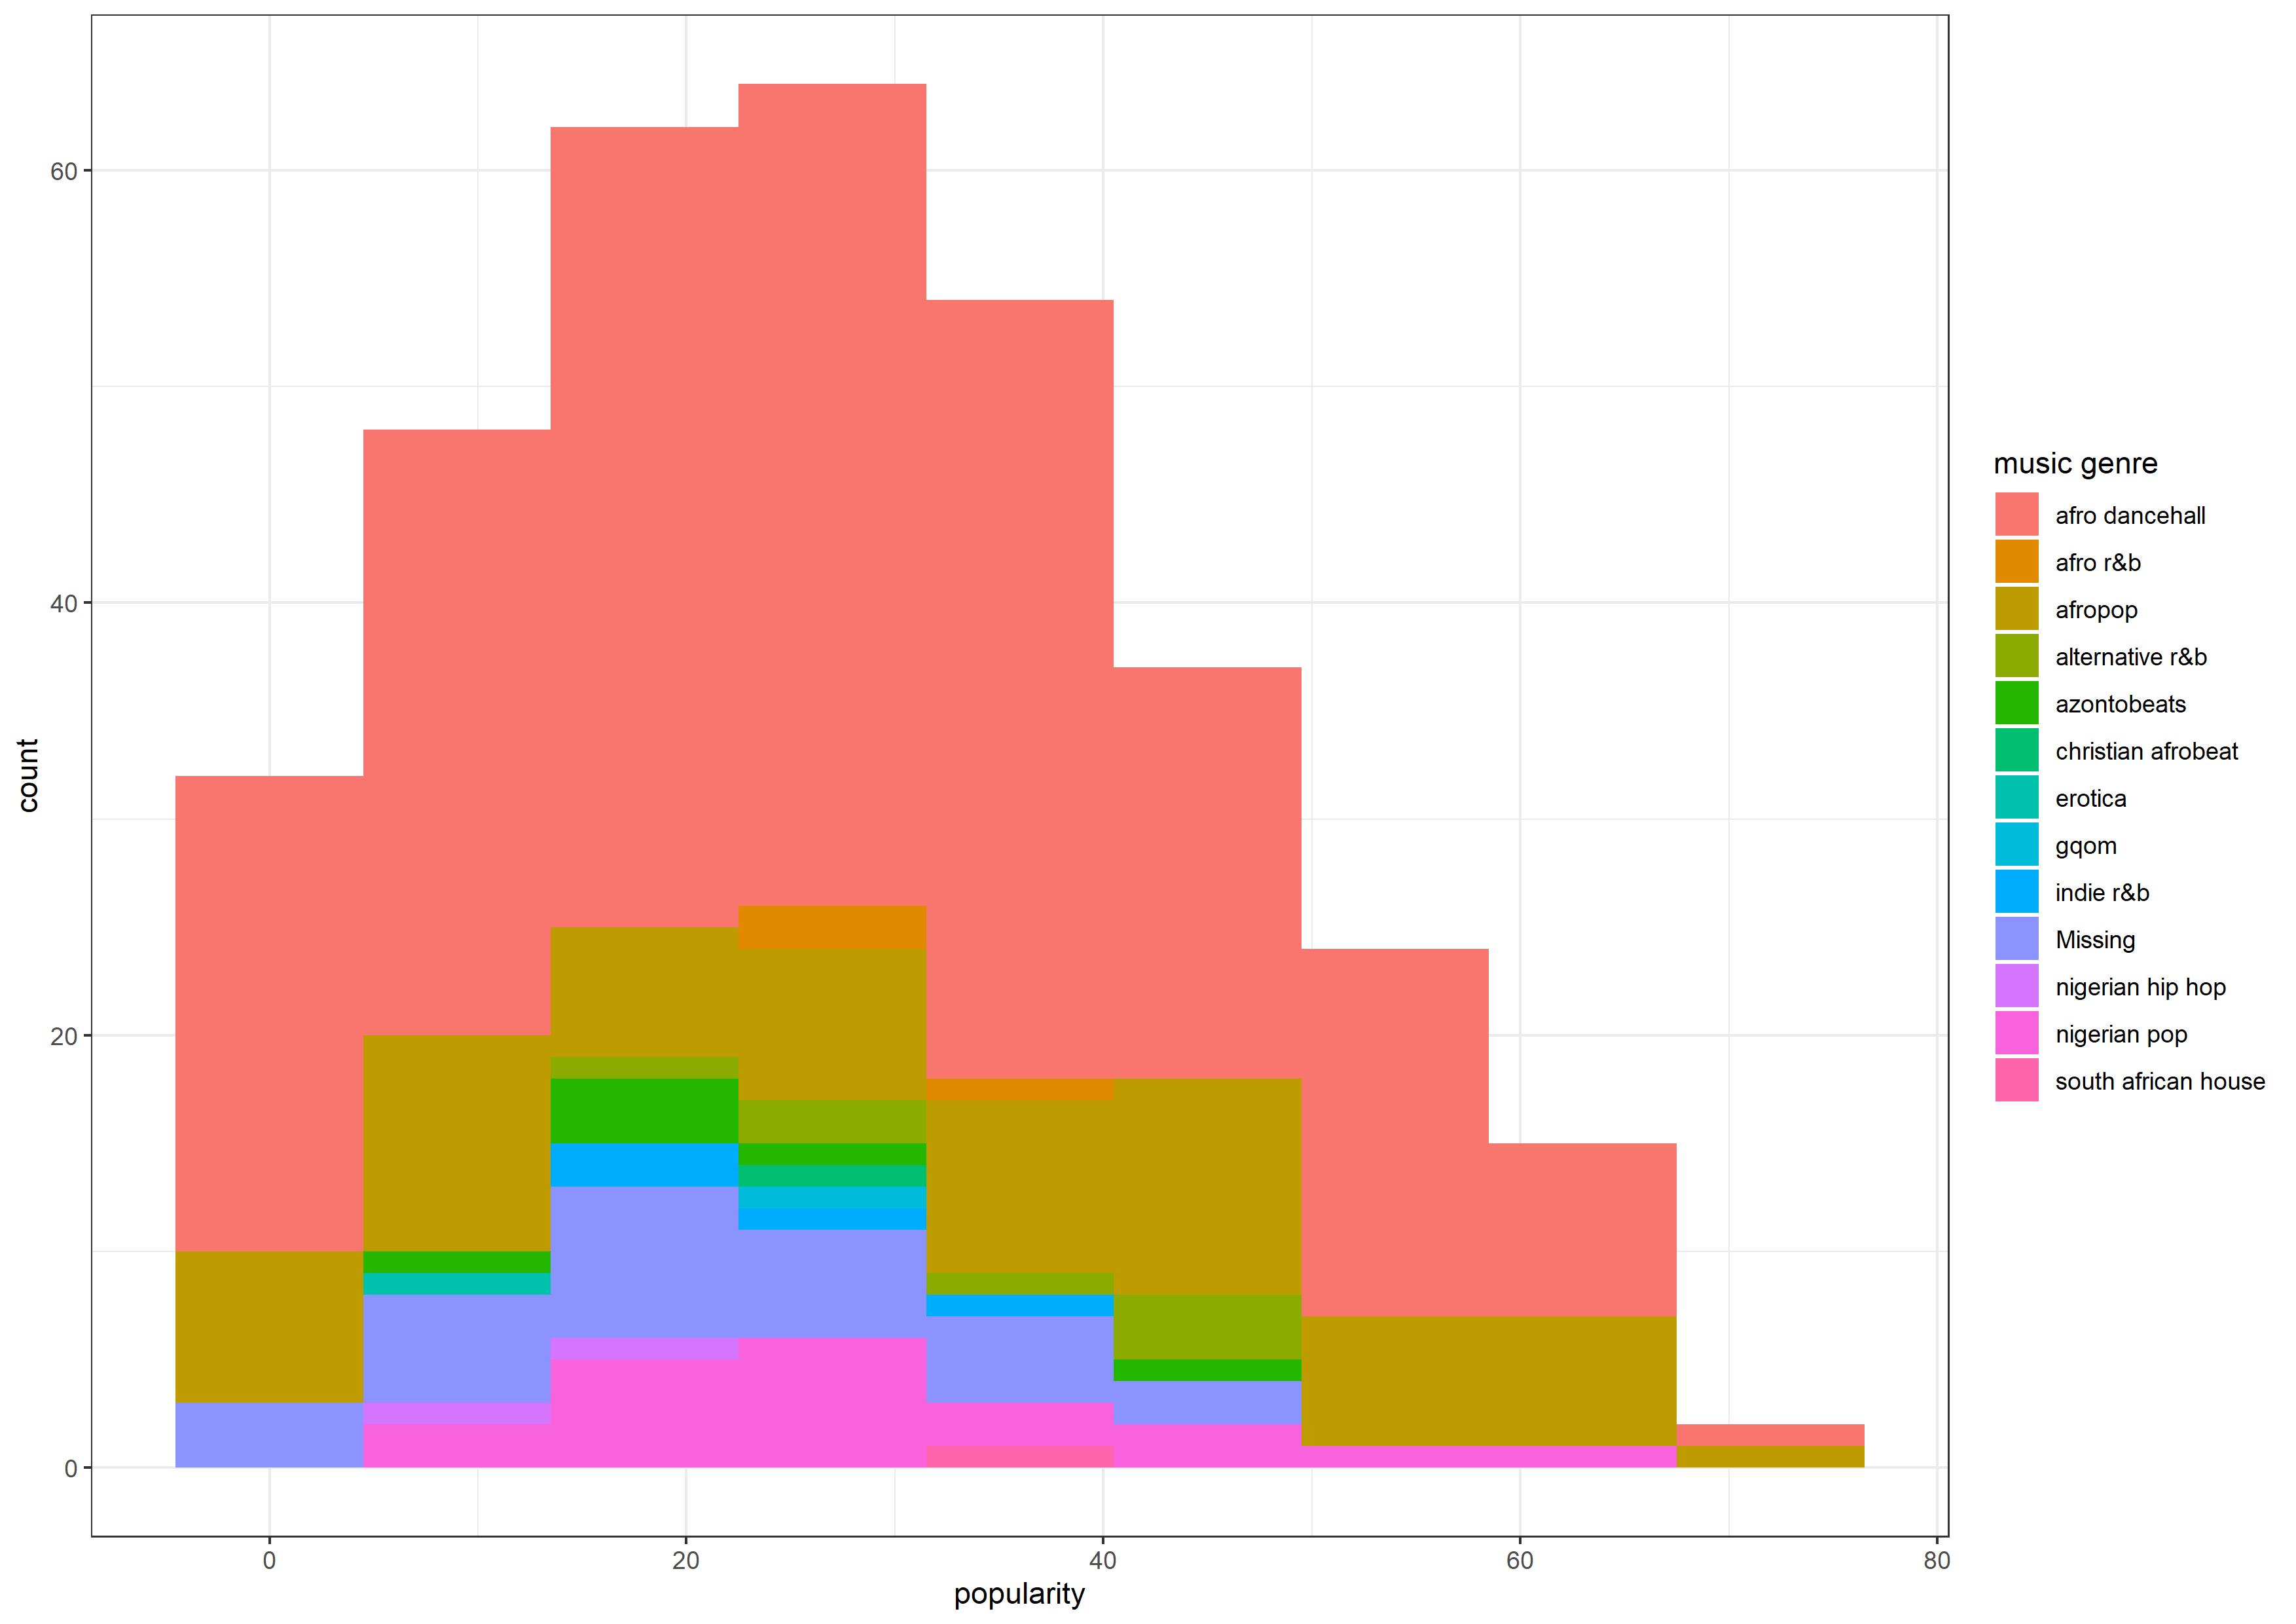 60
40
20
0
count
0 20 40 60 80
popularity
music genre
afro dancehall
afro r&b
afropop
alternative r&b
azontobeats
christian afrobeat
erotica
gqom
indie r&b
Missing
nigerian hip hop
nigerian pop
south african house